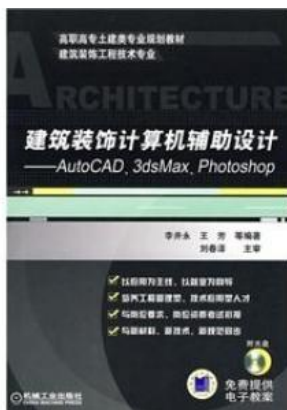 高职高专土建类专业规划教材
建筑装饰工程技术专业
ARCHITECTURE
建筑装饰计算机辅助设计
——AutoCAD、3dsMax、Photoshop
李井永 王芳 等编著
刘春泽 主审
以应用为主线，以就业为导向
培养工程管理型、技术应用型人才
与岗位要求、岗位资格考试衔接
与新材料、新技术、新规范同步
附光盘
机械工业出版社
免费提供
电子教案